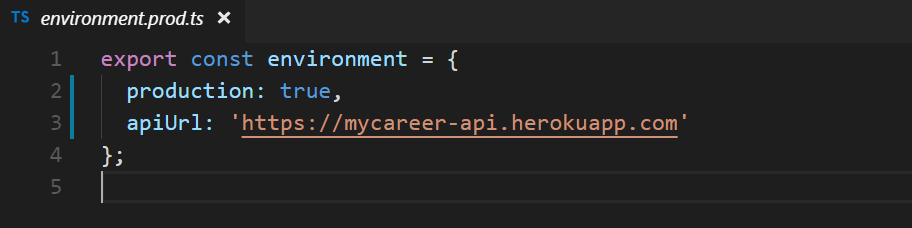 TS environment.prod.ts ×
1 export const environment = {
2 production: true,
3 apiUrl: 'https://mycareer-api.herokuapp.com'
4 };
5